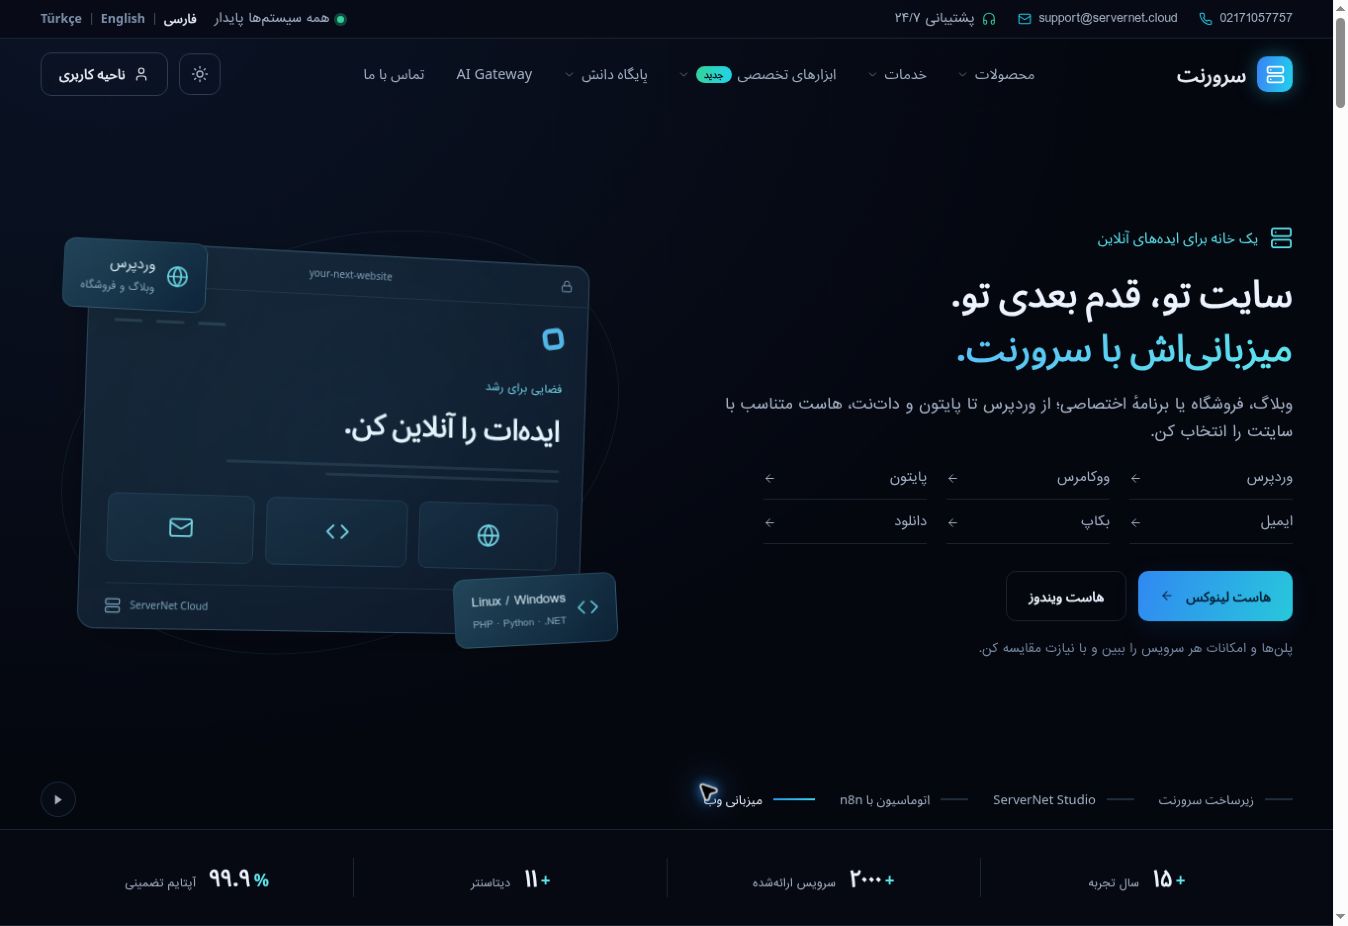 02171057757
support@servernet.cloud
پشتیبانی ۲۴/۷
همه سیستم‌ها پایدار
فارسی | English | Türkçe
سرورنت
محصولات
خدمات
ابزارهای تخصصی جدید
پایگاه دانش
AI Gateway
تماس با ما
ناحیه کاربری
یک خانه برای ایده‌های آنلاین
سایت تو، قدم بعدی تو.
میزبانی‌اش با سرورنت.
وبلاگ، فروشگاه یا برنامهٔ اختصاصی؛ از وردپرس تا پایتون و دات‌نت، هاست متناسب با
سایتت را انتخاب کن.
وردپرس
ووکامرس
پایتون
ایمیل
بکاپ
دانلود
هاست لینوکس
هاست ویندوز
پلن‌ها و امکانات هر سرویس را ببین و با نیازت مقایسه کن.
your-next-website
وردپرس
وبلاگ و فروشگاه
فضایی برای رشد
ایده‌ات را آنلاین کن.
ServerNet Cloud
Linux / Windows
PHP · Python · .NET
زیرساخت سرورنت
ServerNet Studio
اتوماسیون با n8n
میزبانی وب
+۱۵ سال تجربه
+۲۰۰۰ سرویس ارائه‌شده
+۱۱ دیتاسنتر
۹۹.۹% آپتایم تضمینی